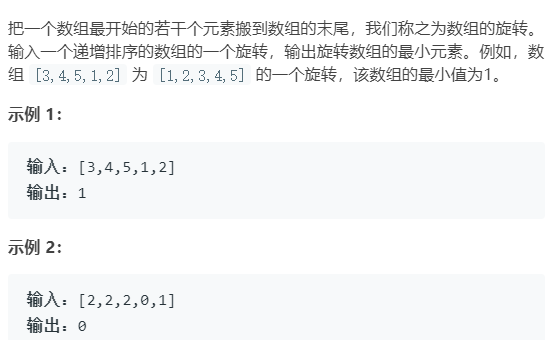 把一个数组最开始的若干个元素搬到数组的末尾，我们称之为数组的旋转。
输入一个递增排序的数组的一个旋转，输出旋转数组的最小元素。例如，数
组 [3,4,5,1,2] 为 [1,2,3,4,5] 的一个旋转，该数组的最小值为1。
示例 1：
输入：[3,4,5,1,2]
输出：1
示例 2：
输入：[2,2,2,0,1]
输出：0